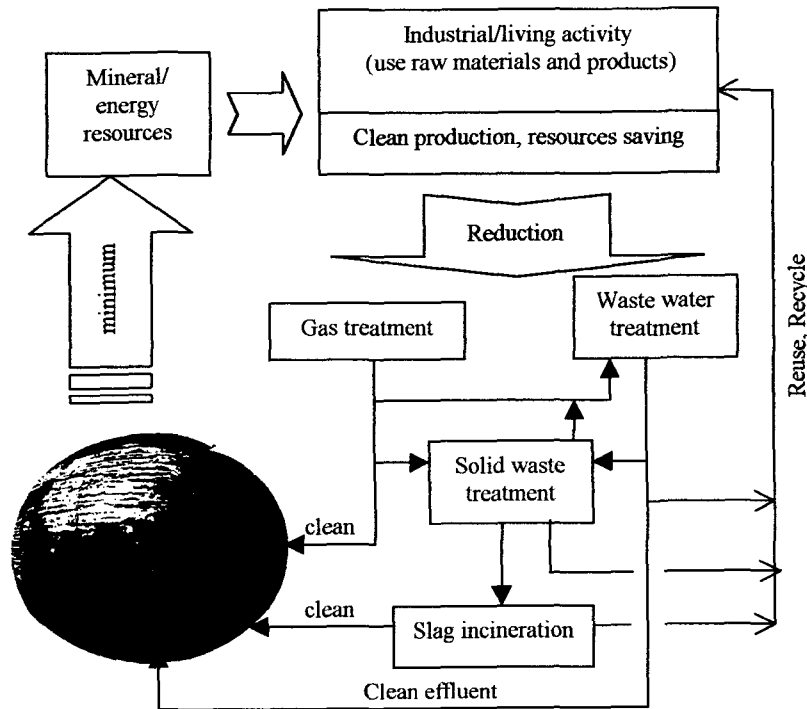 Industrial/living activity
(use raw materials and products)
Mineral/
energy
resources
Clean production, resources saving
minimum
Reduction
Gas treatment
Waste water
treatment
Reuse, Recycle
Solid waste
treatment
clean
clean
Slag incineration
Clean effluent